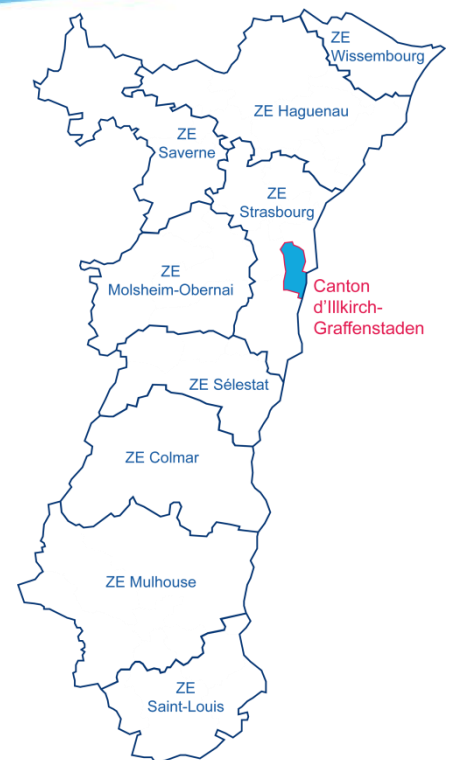 ZE
Wissembourg
ZE Haguenau
ZE
Saverne
ZE
Strasbourg
ZE
Molsheim-Obernai
Canton
d'Illkirch-
Graffenstaden
ZE Sélestat
ZE Colmar
ZE Mulhouse
ZE
Saint-Louis